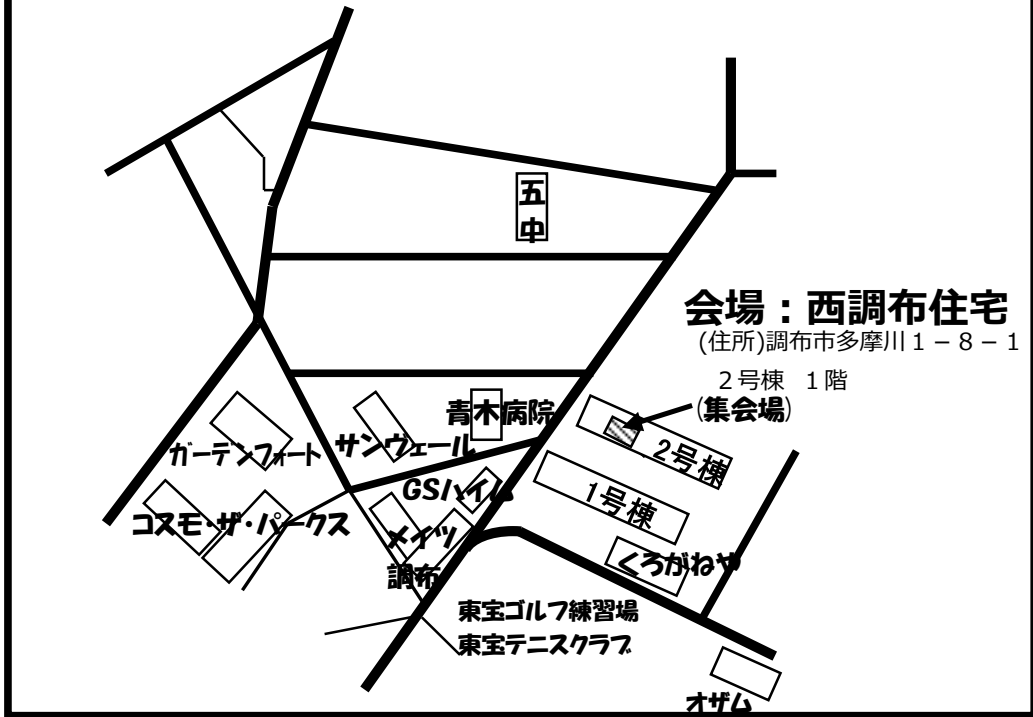 五
中
会場：西調布住宅
(住所)調布市多摩川１－８－１
２号棟 １階
(集会場)
青木病院
サンヴェール
ガーデンフォート
2号棟
GSハイム
1号棟
コスモ・ザ・パークス
メイツ
調布
くろがねや
東宝ゴルフ練習場
東宝テニスクラブ
オザム